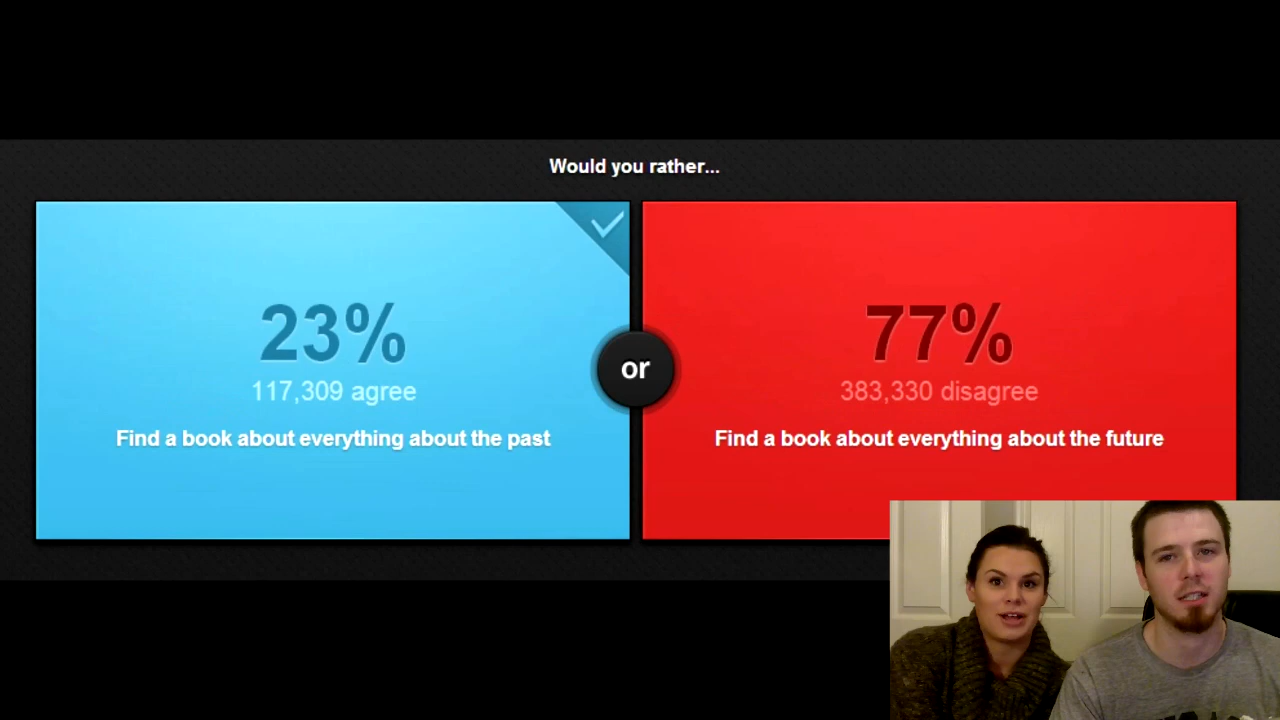 Would you rather...
23%
117,309 agree
Find a book about everything about the past
or
77%
383,330 disagree
Find a book about everything about the future